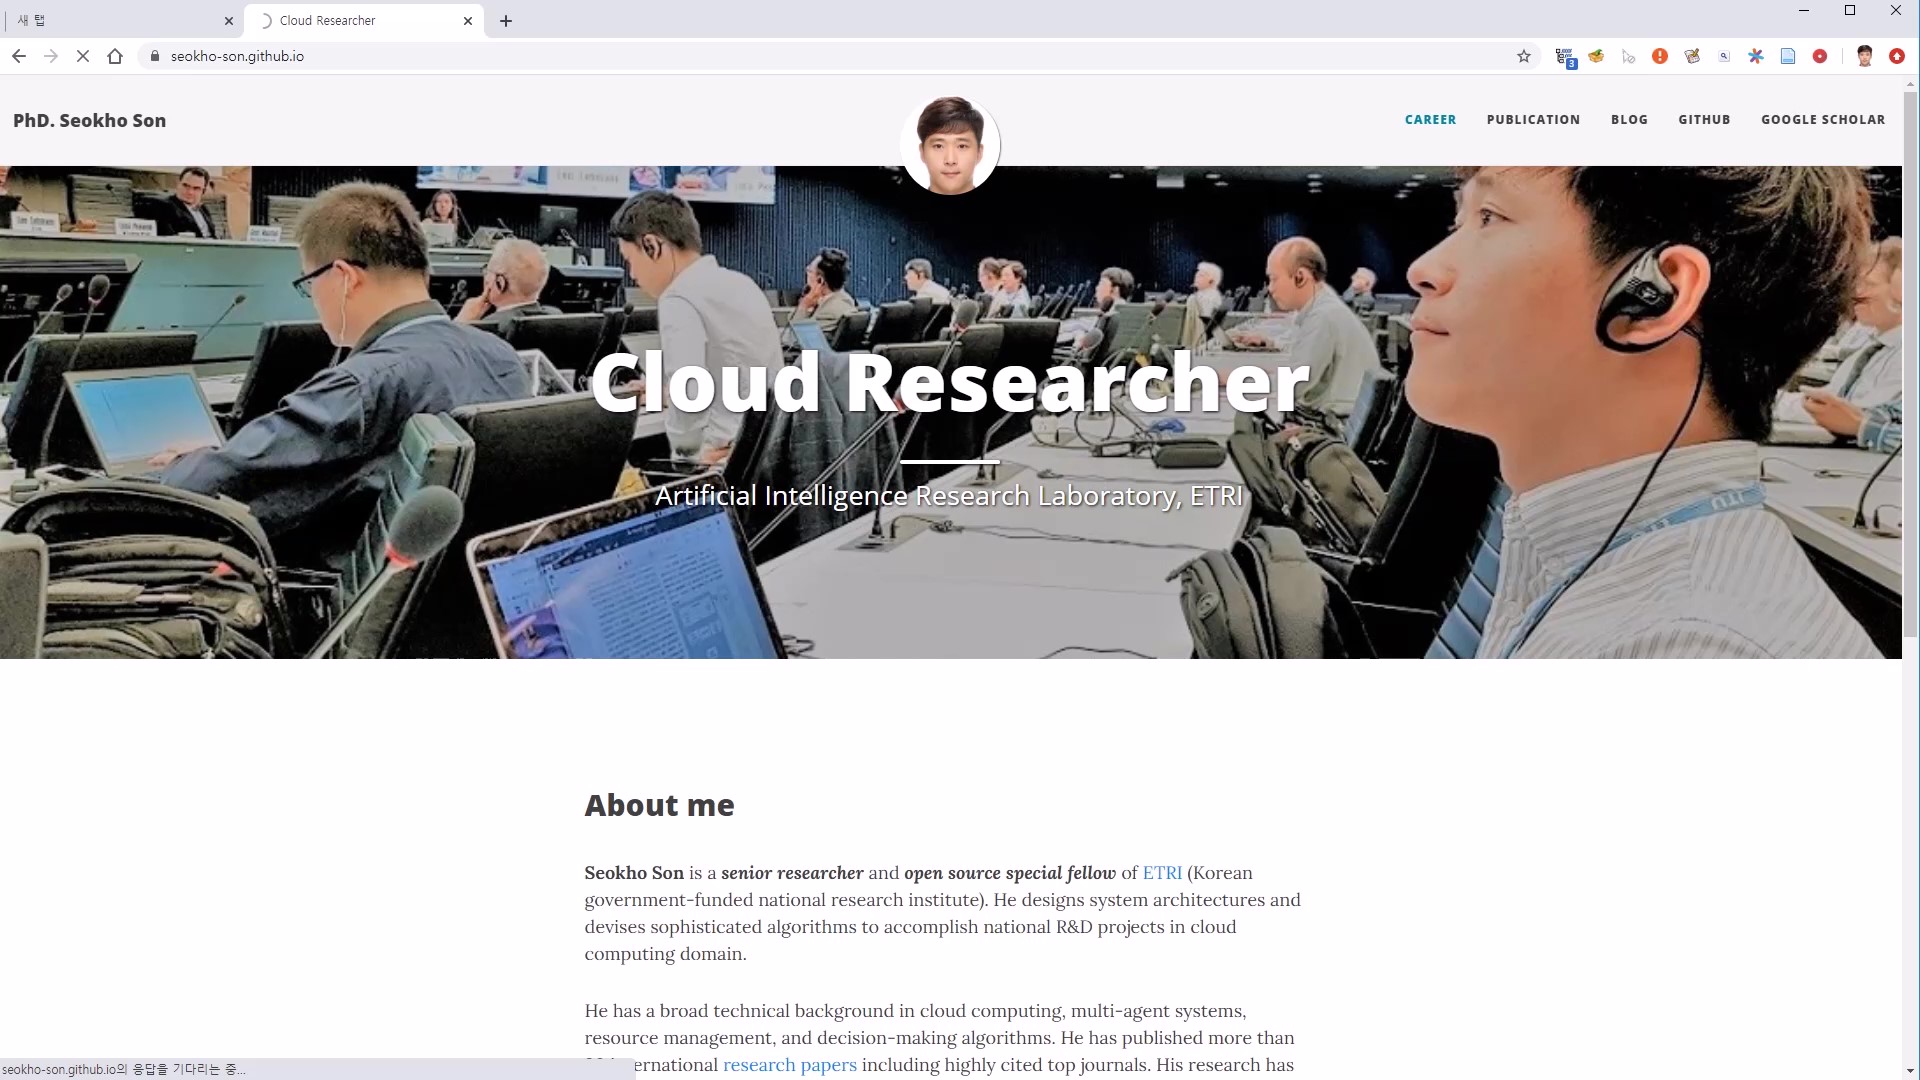 새 탭
Cloud Researcher
seokho-son.github.io
3
PhD. Seokho Son
CAREER
PUBLICATION
BLOG
GITHUB
GOOGLE SCHOLAR
Cloud Researcher
Artificial Intelligence Research Laboratory, ETRI
About me
Seokho Son is a senior researcher and open source special fellow of ETRI (Korean
government-funded national research institute). He designs system architectures and
devises sophisticated algorithms to accomplish national R&D projects in cloud
computing domain.
He has a broad technical background in cloud computing, multi-agent systems,
resource management, and decision-making algorithms. He has published more than
ernational research papers including highly cited top journals. His research has
seokho-son.github.io의 응답을 기다리는 중...